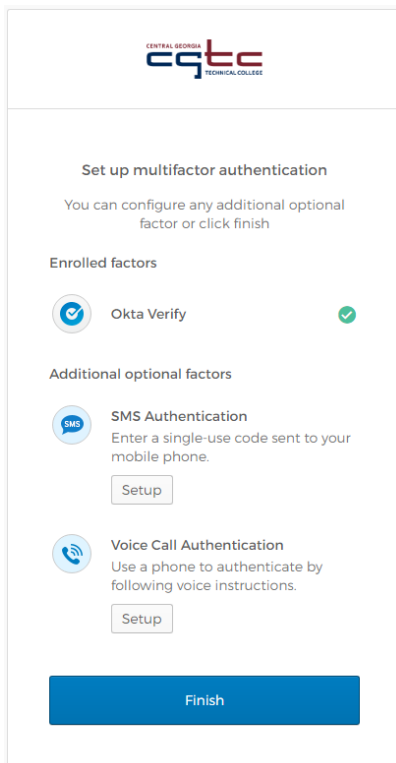 CENTRAL GEORGIA
cgtc
TECHNICAL COLLEGE
Set up multifactor authentication
You can configure any additional optional
factor or click finish
Enrolled factors
Okta Verify
Additional optional factors
SMS
SMS Authentication
Enter a single-use code sent to your
mobile phone.
Setup
Voice Call Authentication
Use a phone to authenticate by
following voice instructions.
Setup
Finish